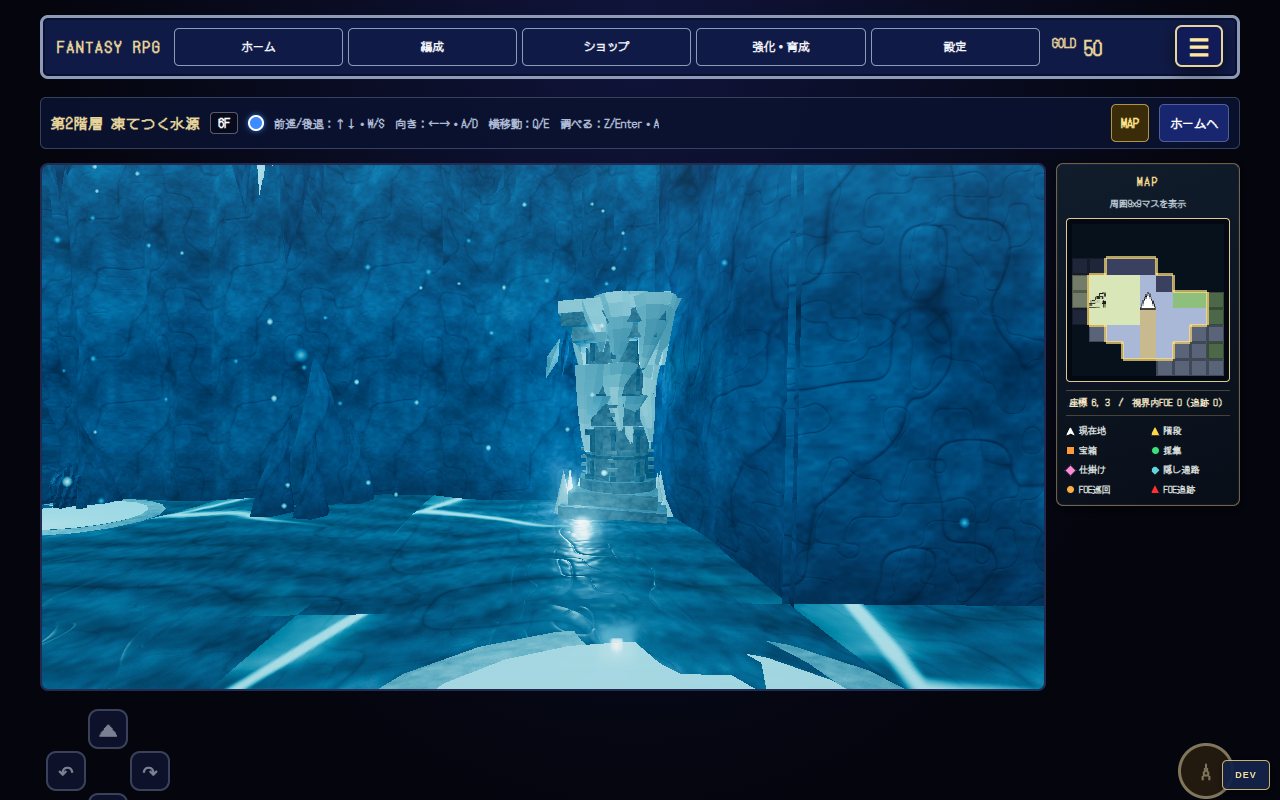 FANTASY RPG ホーム 編成 ショップ 強化・育成 設定 GOLD 50
第2階層 凍てつく水源 6F 前進/後退：↑↓・W/S 向き：←→・A/D 横移動：Q/E 調べる：Z/Enter・A MAP ホームへ
MAP
周囲9x9マスを表示
座標 6, 3 / 視界内FOE 0（追跡 0）
現在地 階段
宝箱 採集
仕掛け 隠し通路
FOE巡回 FOE追跡
A DEV